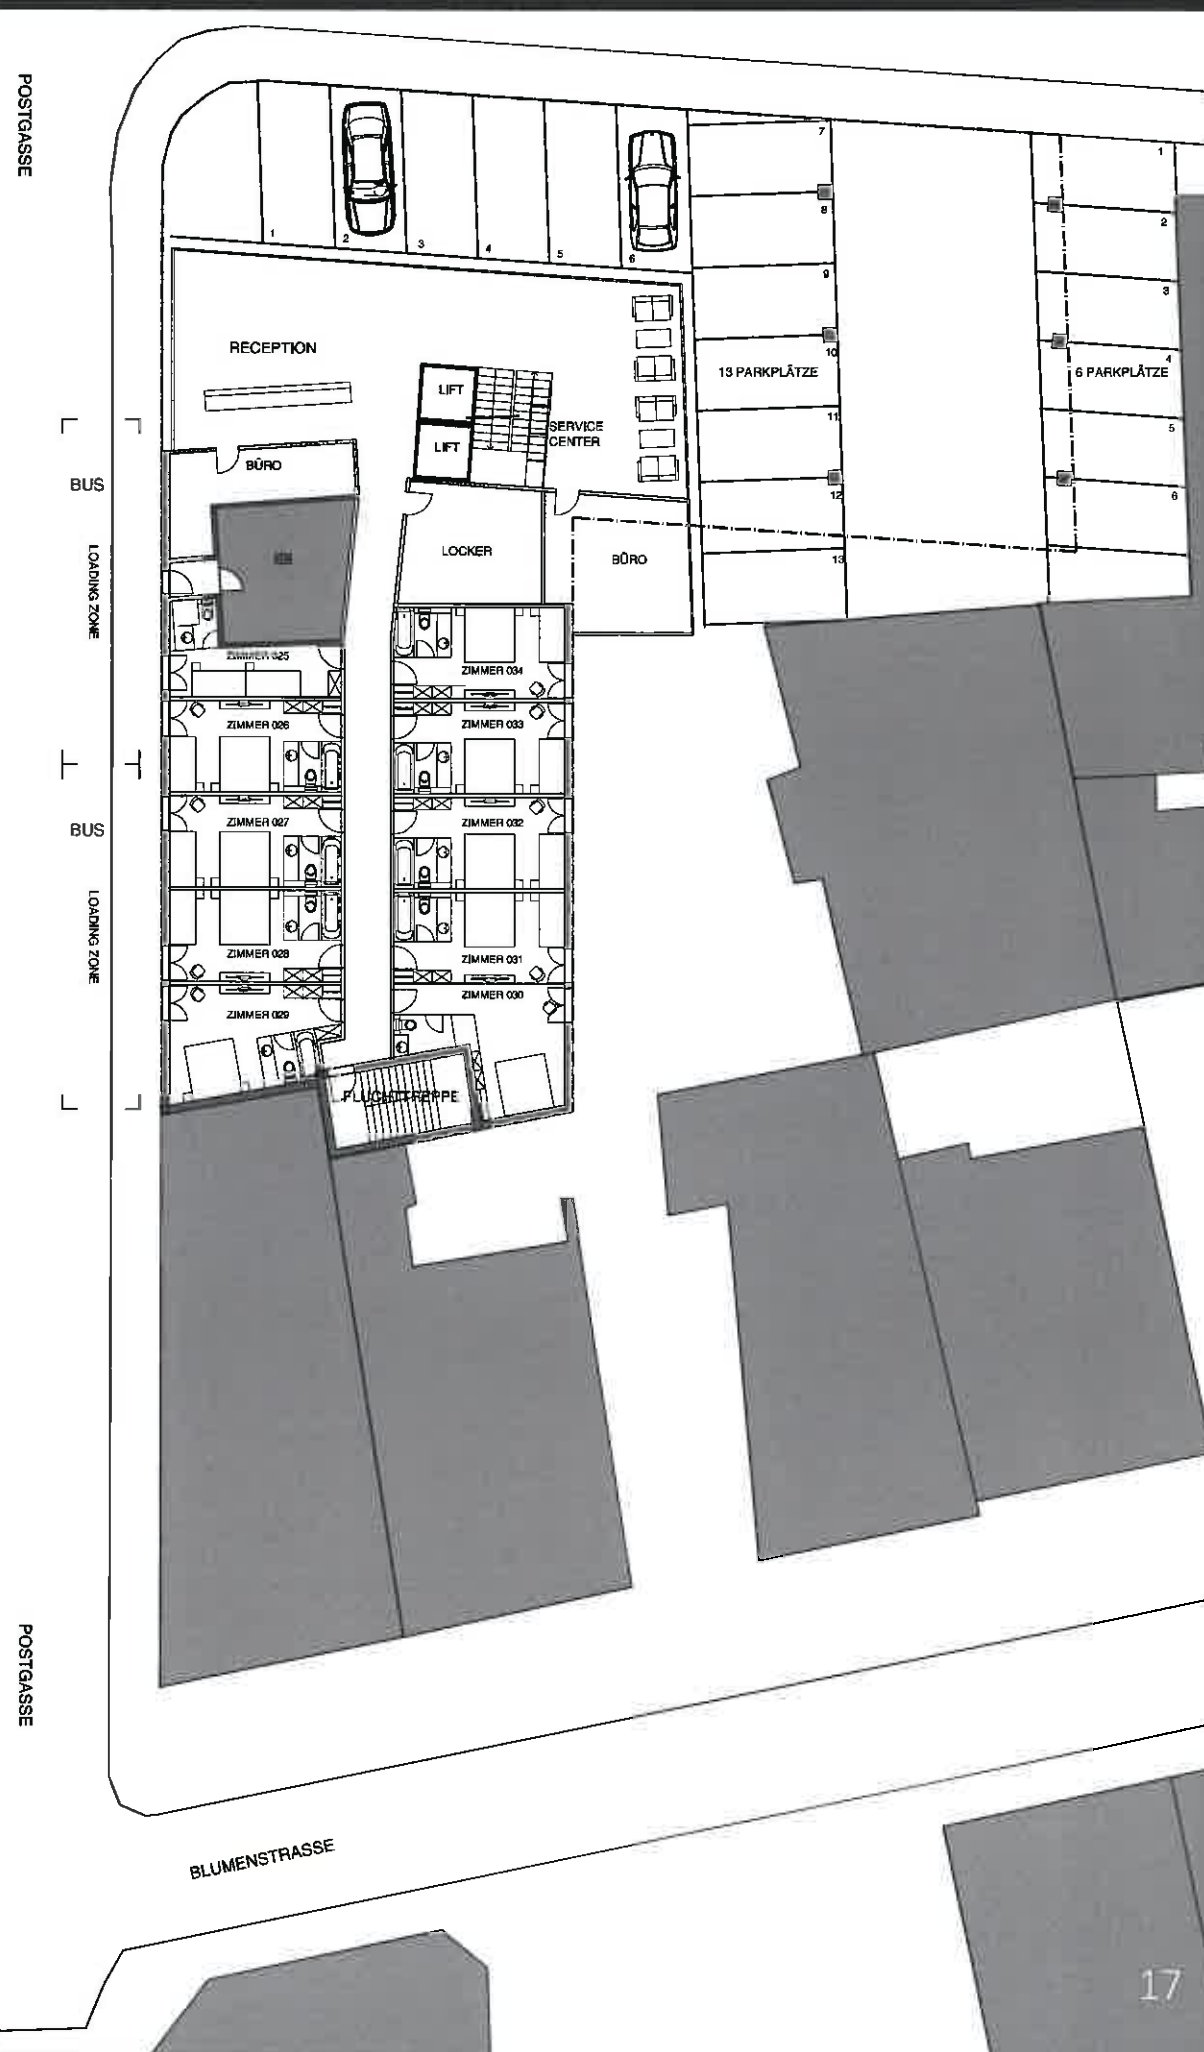 POSTGASSE
1
2
3
4
5
6
7
8
9
10
11
12
13
13 PARKPLÄTZE
1
2
3
4
5
6
6 PARKPLÄTZE
RECEPTION
LIFT
LIFT
SERVICE
CENTER
BUS
LOADING ZONE
BÜRO
LOCKER
BÜRO
ZIMMER 025
ZIMMER 034
ZIMMER 026
ZIMMER 033
BUS
LOADING ZONE
ZIMMER 027
ZIMMER 032
ZIMMER 028
ZIMMER 031
ZIMMER 029
ZIMMER 030
FLUCHTTREPPE
POSTGASSE
BLUMENSTRASSE
17